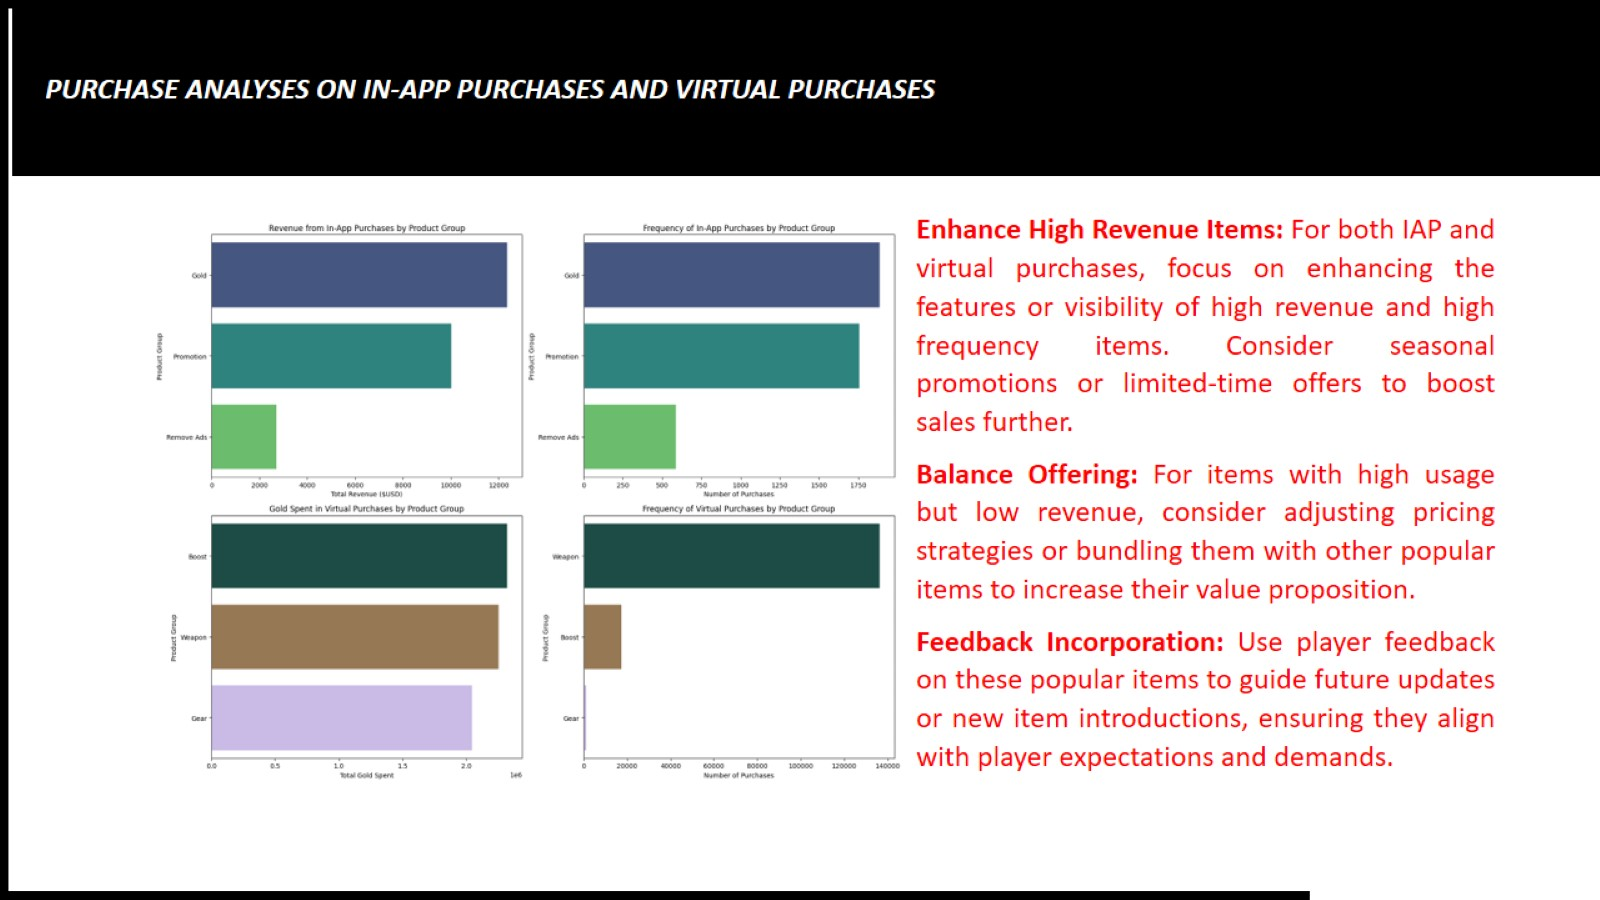 PURCHASE ANALYSES ON IN-APP PURCHASES AND VIRTUAL PURCHASES
Revenue from In-App Purchases by Product Group
Product Group
Gold
Promotion
Remove Ads
0 2000 4000 6000 8000 10000 12000
Total Revenue ($USD)
Frequency of In-App Purchases by Product Group
Product Group
Gold
Promotion
Remove Ads
0 250 500 750 1000 1250 1500 1750
Number of Purchases
Gold Spent in Virtual Purchases by Product Group
Product Group
Boost
Weapon
Gear
0.0 0.5 1.0 1.5 2.0
1e6
Total Gold Spent
Frequency of Virtual Purchases by Product Group
Product Group
Weapon
Boost
Gear
0 20000 40000 60000 80000 100000 120000 140000
Number of Purchases
Enhance High Revenue Items: For both IAP and
virtual purchases, focus on enhancing the
features or visibility of high revenue and high
frequency items. Consider seasonal
promotions or limited-time offers to boost
sales further.
Balance Offering: For items with high usage
but low revenue, consider adjusting pricing
strategies or bundling them with other popular
items to increase their value proposition.
Feedback Incorporation: Use player feedback
on these popular items to guide future updates
or new item introductions, ensuring they align
with player expectations and demands.